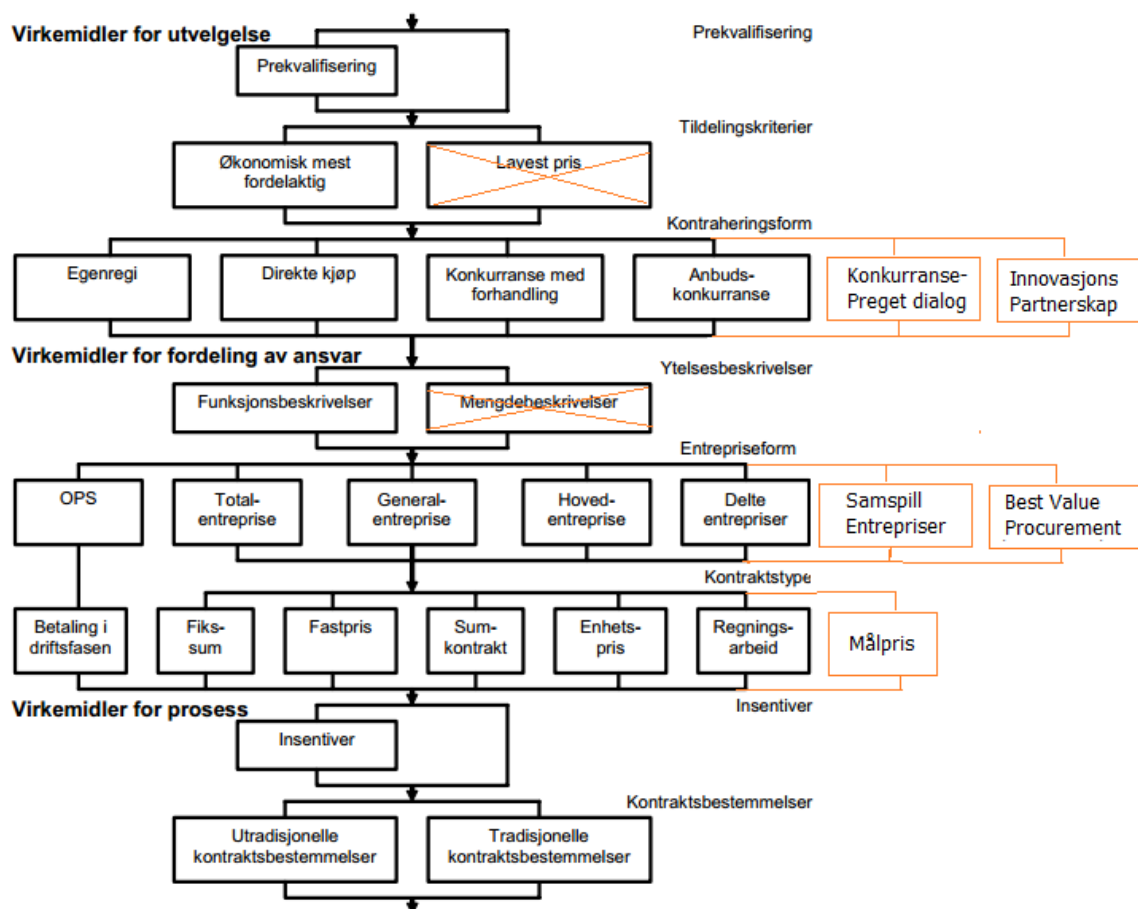 Virkemidler for utvelgelse
Prekvalifisering
Prekvalifisering
Tildelingskriterier
Økonomisk mest
fordelaktig
Lavest pris
Kontraheringsform
Egenregi
Direkte kjøp
Konkurranse med
forhandling
Anbuds-
konkurranse
Konkurranse-
Preget dialog
Innovasjons
Partnerskap
Virkemidler for fordeling av ansvar
Ytelsesbeskrivelser
Funksjonsbeskrivelser
Mengdebeskrivelser
Entrepriseform
OPS
Total-
entreprise
General-
entreprise
Hoved-
entreprise
Delte
entrepriser
Samspill
Entrepriser
Best Value
Procurement
Kontraktstype
Betaling i
driftsfasen
Fiks-
sum
Fastpris
Sum-
kontrakt
Enhets-
pris
Regnings-
arbeid
Målpris
Insentiver
Virkemidler for prosess
Insentiver
Kontraktsbestemmelser
Utradisjonelle
kontraktsbestemmelser
Tradisjonelle
kontraktsbestemmelser